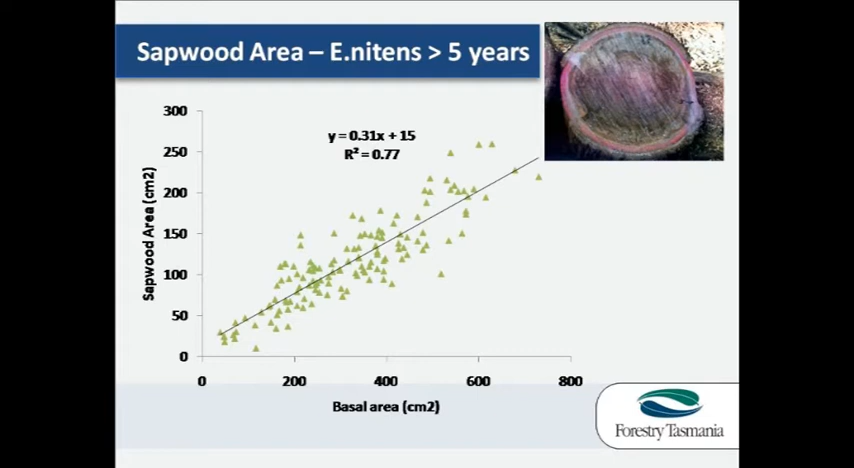 Sapwood Area – E.nitens > 5 years
y = 0.31x + 15
R² = 0.77
Sapwood Area (cm2)
300
250
200
150
100
50
0
0 200 400 600 800
Basal area (cm2)
Forestry Tasmania